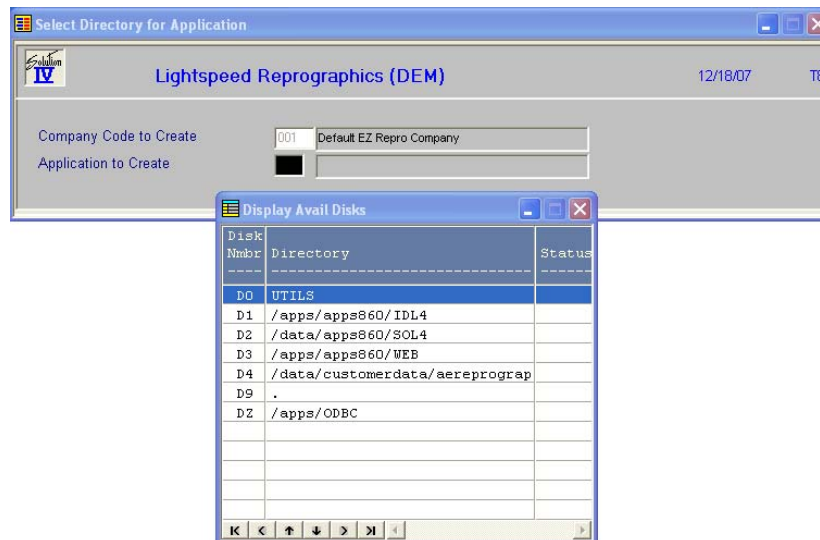 Select Directory for Application
Solution IV
Lightspeed Reprographics (DEM) 12/18/07
Company Code to Create 001 Default EZ Repro Company
Application to Create
Display Avail Disks
Disk
Nmbr Directory Status
---- ------------------------------ ------
D0 UTILS
D1 /apps/apps860/IDL4
D2 /data/apps860/SOL4
D3 /apps/apps860/WEB
D4 /data/customerdata/aereprograp
D9 .
DZ /apps/ODBC